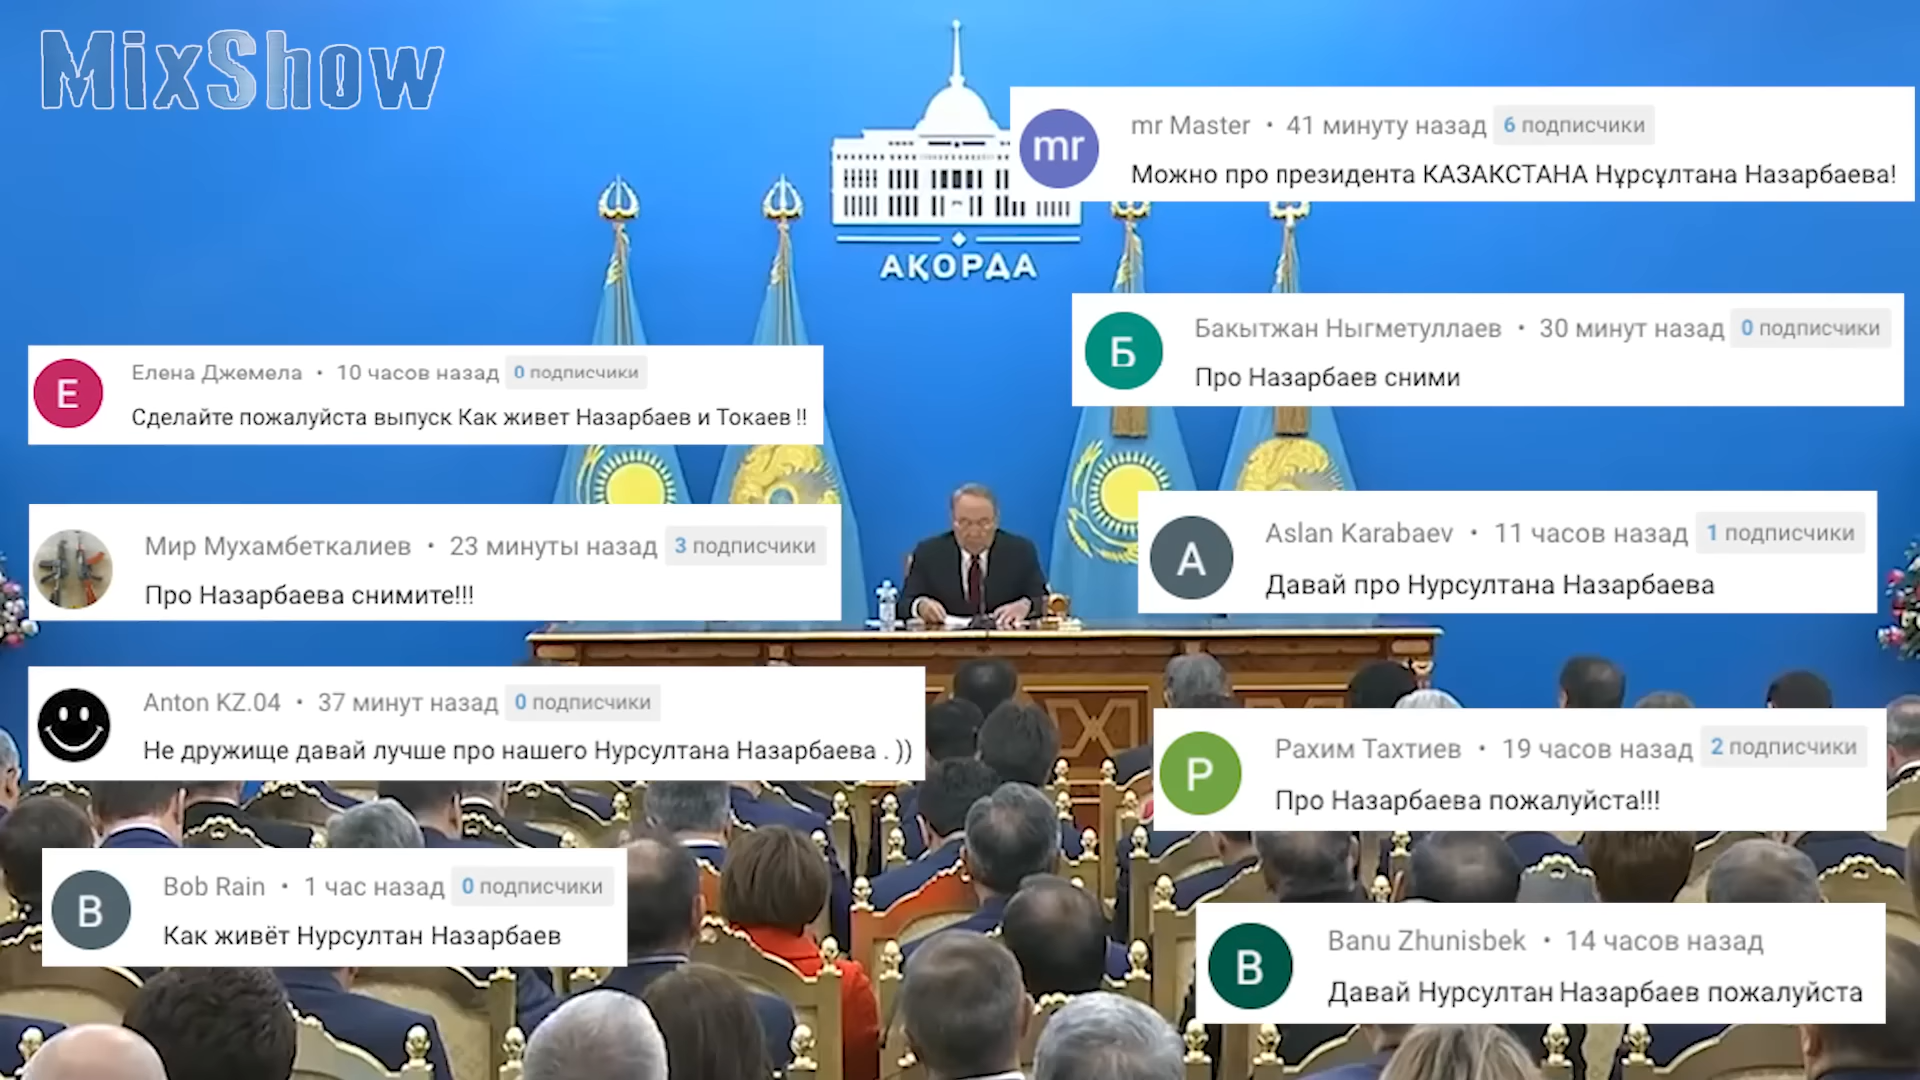 MixShow
АҚОРДА
mr
mr Master • 41 минуту назад 6 подписчики
Можно про президента КАЗАКСТАНА Нұрсұлтана Назарбаева!
Б
Бакытжан Ныгметуллаев • 30 минут назад 0 подписчики
Про Назарбаев сними
Е
Елена Джемела • 10 часов назад 0 подписчики
Сделайте пожалуйста выпуск Как живет Назарбаев и Токаев !!
Мир Мухамбеткалиев • 23 минуты назад 3 подписчики
Про Назарбаева снимите!!!
A
Aslan Karabaev • 11 часов назад 1 подписчики
Давай про Нурсултана Назарбаева
Anton KZ.04 • 37 минут назад 0 подписчики
Не дружище давай лучше про нашего Нурсултана Назарбаева . ))
Р
Рахим Тахтиев • 19 часов назад 2 подписчики
Про Назарбаева пожалуйста!!!
B
Bob Rain • 1 час назад 0 подписчики
Как живёт Нурсултан Назарбаев
B
Banu Zhunisbek • 14 часов назад
Давай Нурсултан Назарбаев пожалуйста